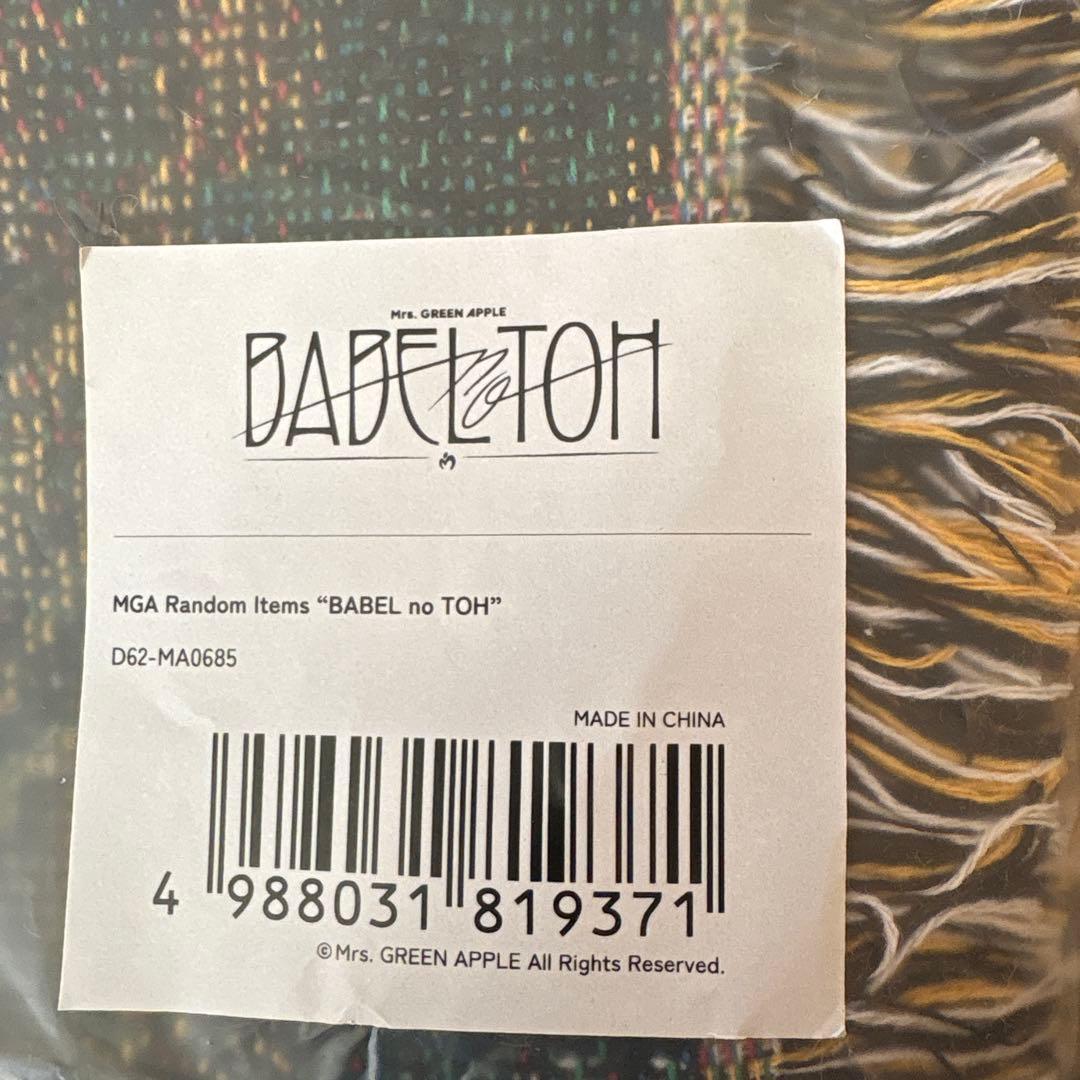 Mrs. GREEN APPLE
BABEL no TOH
MGA Random Items “BABEL no TOH”
D62-MA0685
MADE IN CHINA
4 988031 819371
©Mrs. GREEN APPLE All Rights Reserved.